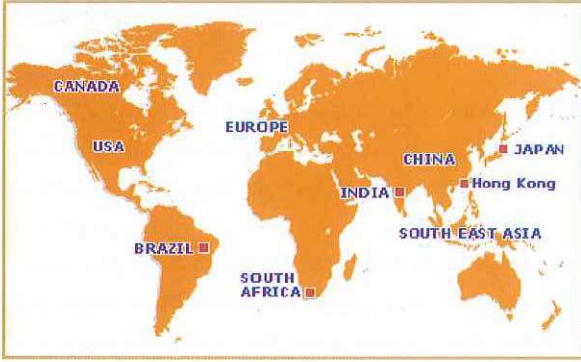 CANADA
USA
EUROPE
CHINA
JAPAN
INDIA
Hong Kong
SOUTH EAST ASIA
BRAZIL
SOUTH
AFRICA